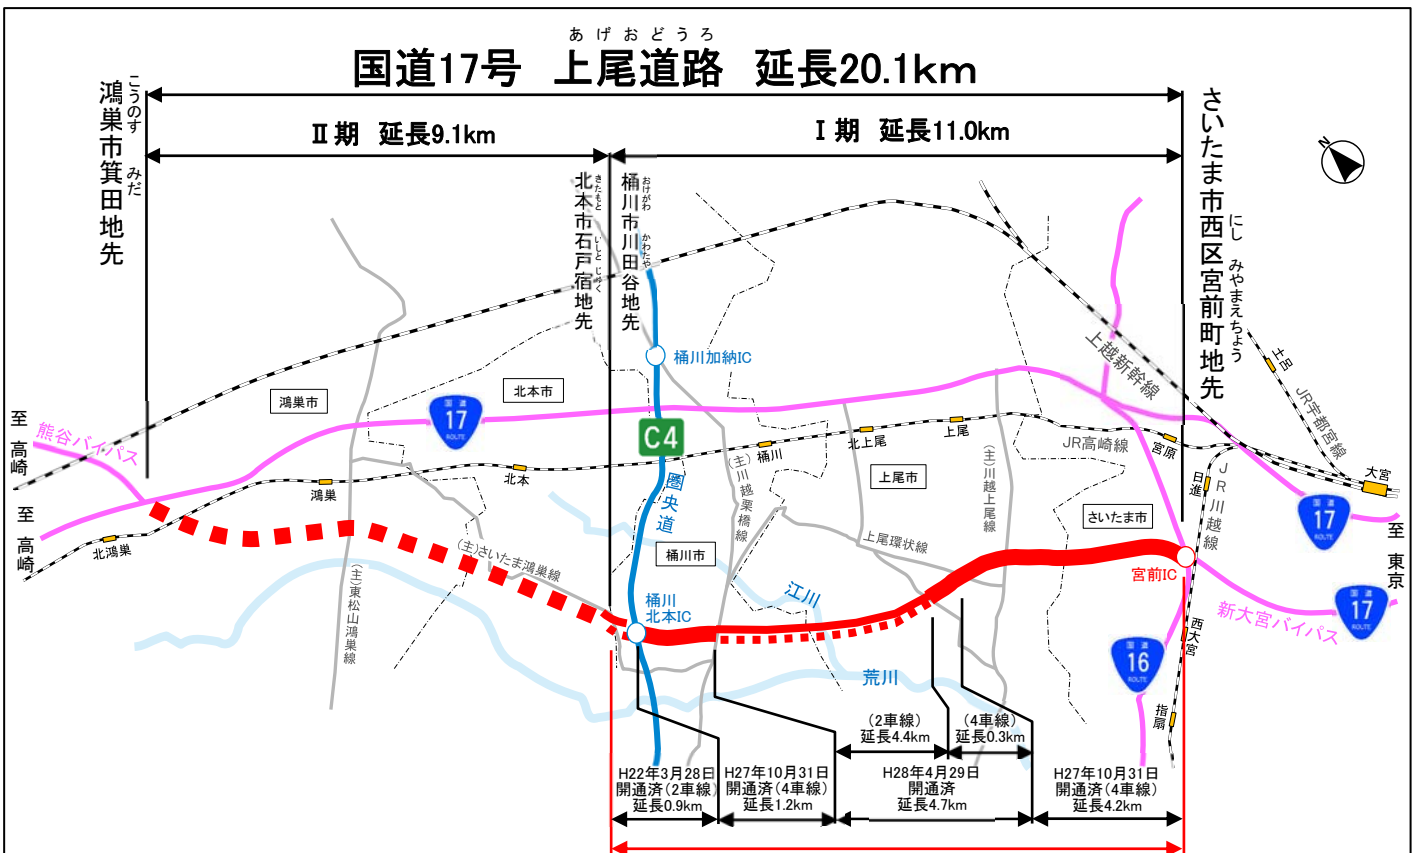 あげおどうろ
国道17号 上尾道路 延長20.1km
Ⅱ期 延長9.1km
Ⅰ期 延長11.0km
こうのす みだ
鴻巣市箕田地先
きたもと いしと じゅく
北本市石戸宿地先
おけがわ かわたや
桶川市川田谷地先
にし みやまえちょう
さいたま市西区宮前町地先
N
桶川加納IC
上越新幹線
土呂
JR宇都宮線
鴻巣市
北本市
国道
17
ROUTE
至 高崎
熊谷バイパス
C4
桶川
北上尾
上尾
JR高崎線
宮原
大宮
日進
JR川越線
鴻巣
北本
圏央道
(主)川越栗橋線
上尾市
(主)川越上尾線
さいたま市
国道
17
ROUTE
至 高崎
北鴻巣
(主)さいたま鴻巣線
桶川市
上尾環状線
至 東京
宮前IC
(主)東松山鴻巣線
桶川
北本IC
江川
新大宮バイパス
国道
17
ROUTE
西大宮
国道
16
ROUTE
荒川
指扇
(2車線)
延長4.4km
(4車線)
延長0.3km
H22年3月28日
開通済(2車線)
延長0.9km
H27年10月31日
開通済(4車線)
延長1.2km
H28年4月29日
開通済
延長4.7km
H27年10月31日
開通済(4車線)
延長4.2km